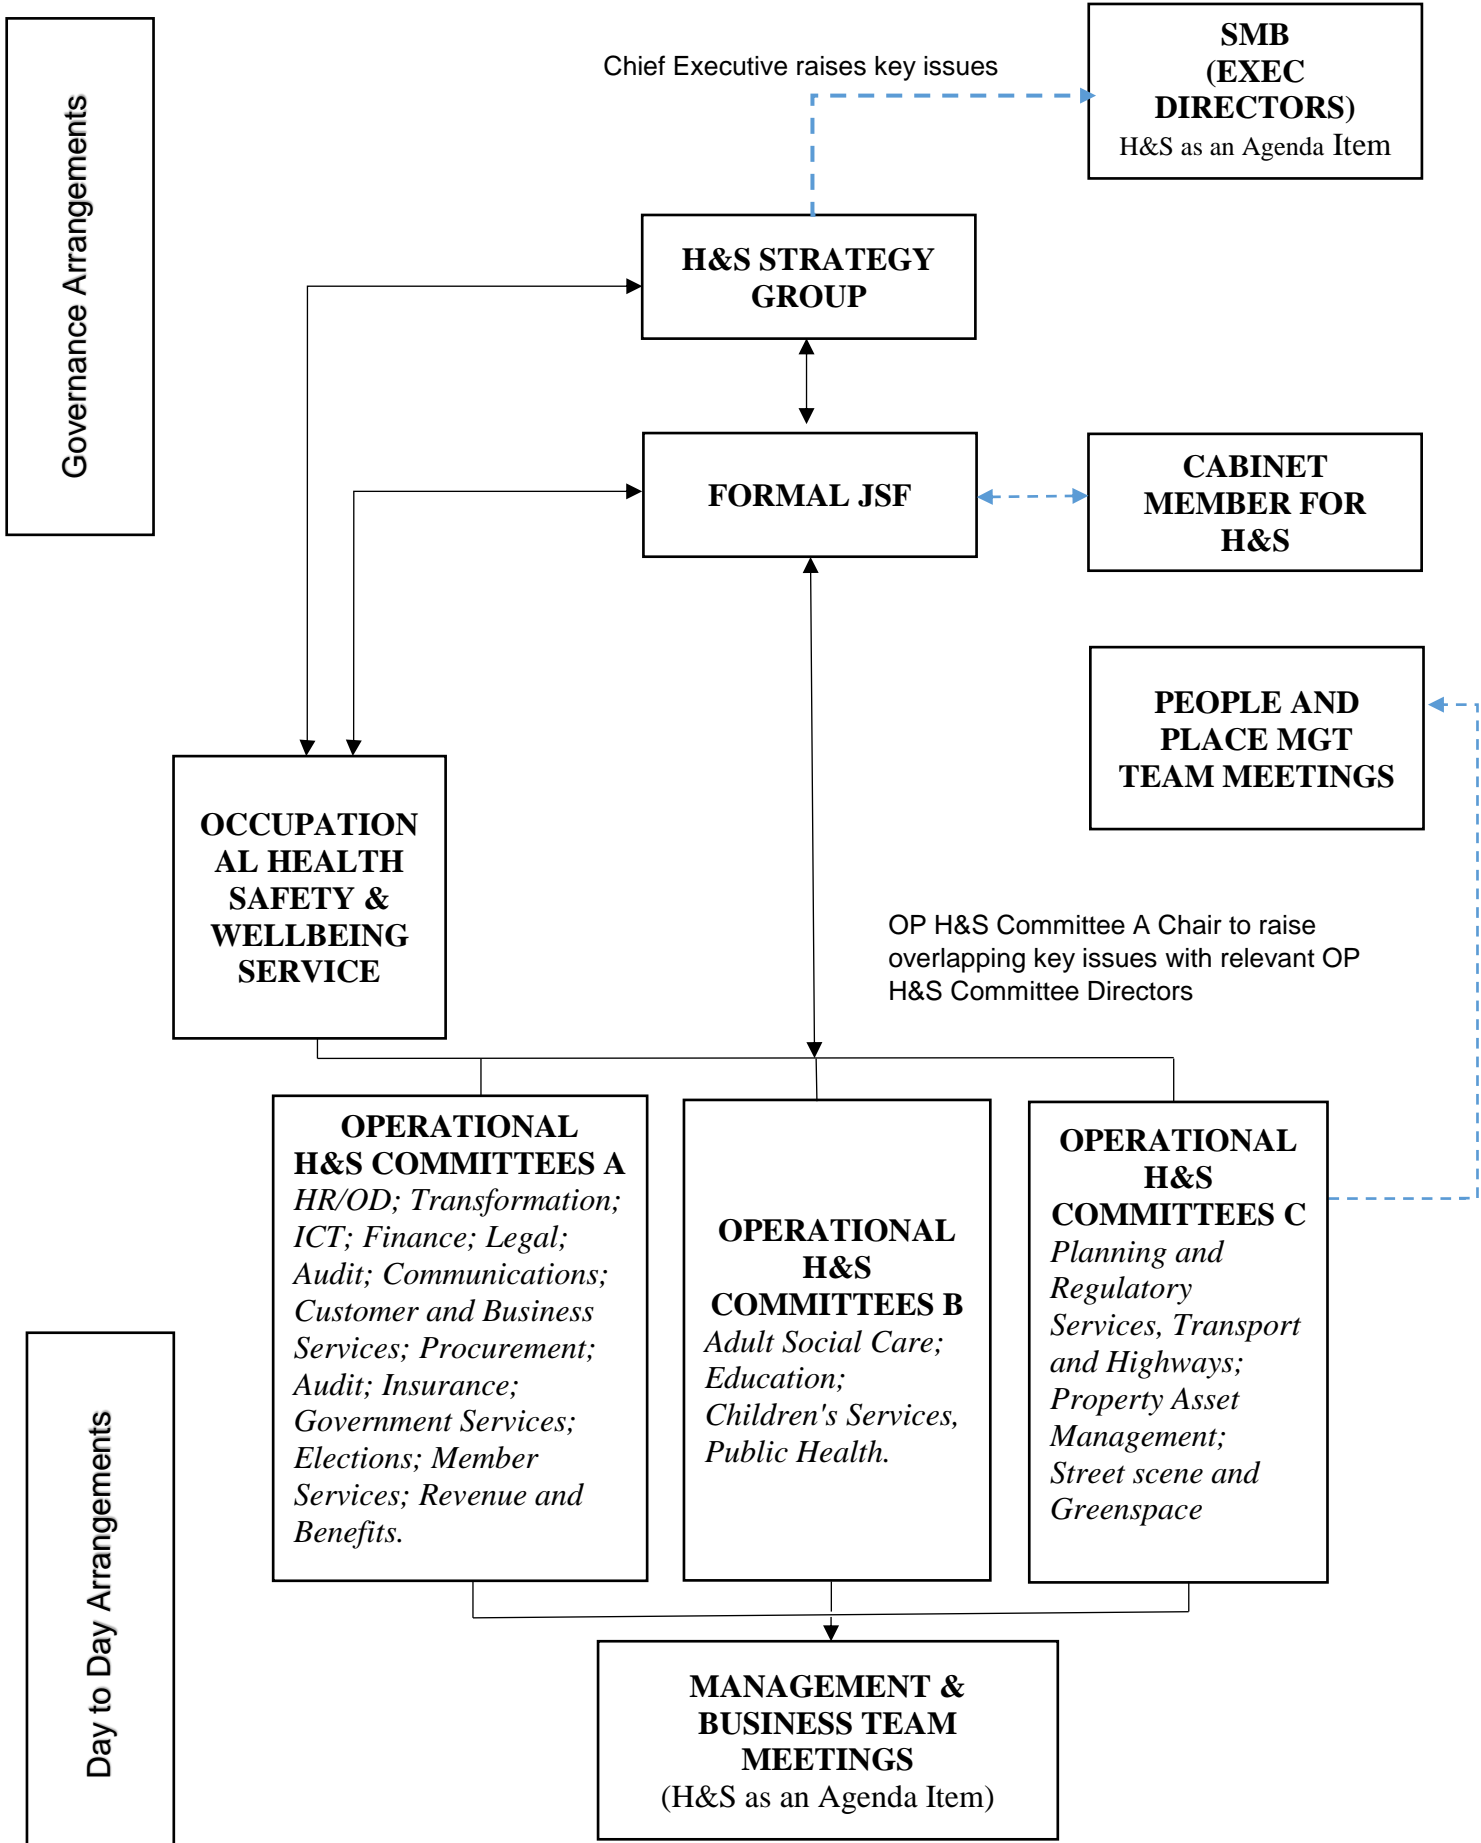 Governance Arrangements
Chief Executive raises key issues
SMB
(EXEC
DIRECTORS)
H&S as an Agenda Item
H&S STRATEGY
GROUP
FORMAL JSF
CABINET
MEMBER FOR
H&S
PEOPLE AND
PLACE MGT
TEAM MEETINGS
OCCUPATION
AL HEALTH
SAFETY &
WELLBEING
SERVICE
OP H&S Committee A Chair to raise
overlapping key issues with relevant OP
H&S Committee Directors
OPERATIONAL
H&S COMMITTEES A
HR/OD; Transformation;
ICT; Finance; Legal;
Audit; Communications;
Customer and Business
Services; Procurement;
Audit; Insurance;
Government Services;
Elections; Member
Services; Revenue and
Benefits.
OPERATIONAL
H&S
COMMITTEES B
Adult Social Care;
Education;
Children's Services,
Public Health.
OPERATIONAL
H&S
COMMITTEES C
Planning and
Regulatory
Services, Transport
and Highways;
Property Asset
Management;
Street scene and
Greenspace
Day to Day Arrangements
MANAGEMENT &
BUSINESS TEAM
MEETINGS
(H&S as an Agenda Item)